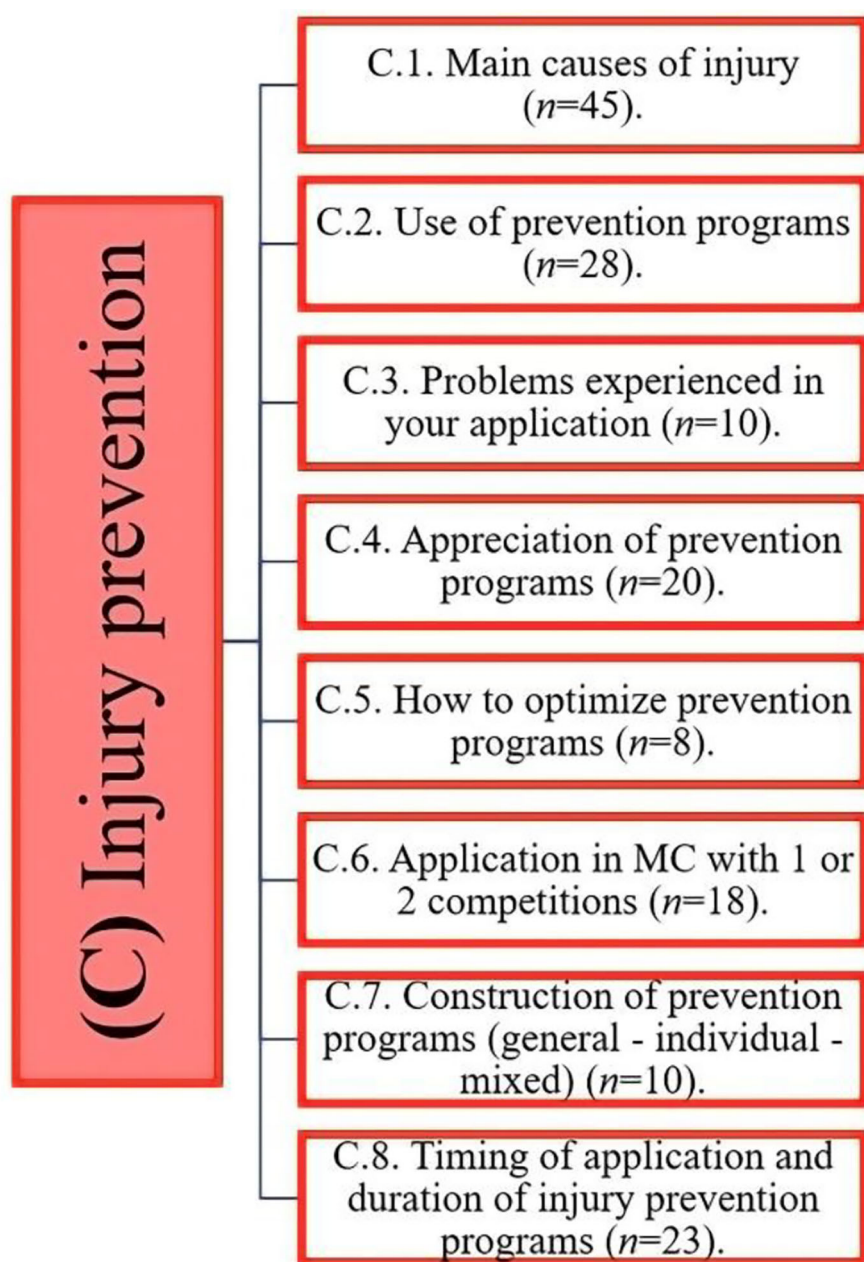 (C) Injury prevention
C.1. Main causes of injury
(n=45).
C.2. Use of prevention programs
(n=28).
C.3. Problems experienced in
your application (n=10).
C.4. Appreciation of prevention
programs (n=20).
C.5. How to optimize prevention
programs (n=8).
C.6. Application in MC with 1 or
2 competitions (n=18).
C.7. Construction of prevention
programs (general - individual -
mixed) (n=10).
C.8. Timing of application and
duration of injury prevention
programs (n=23).